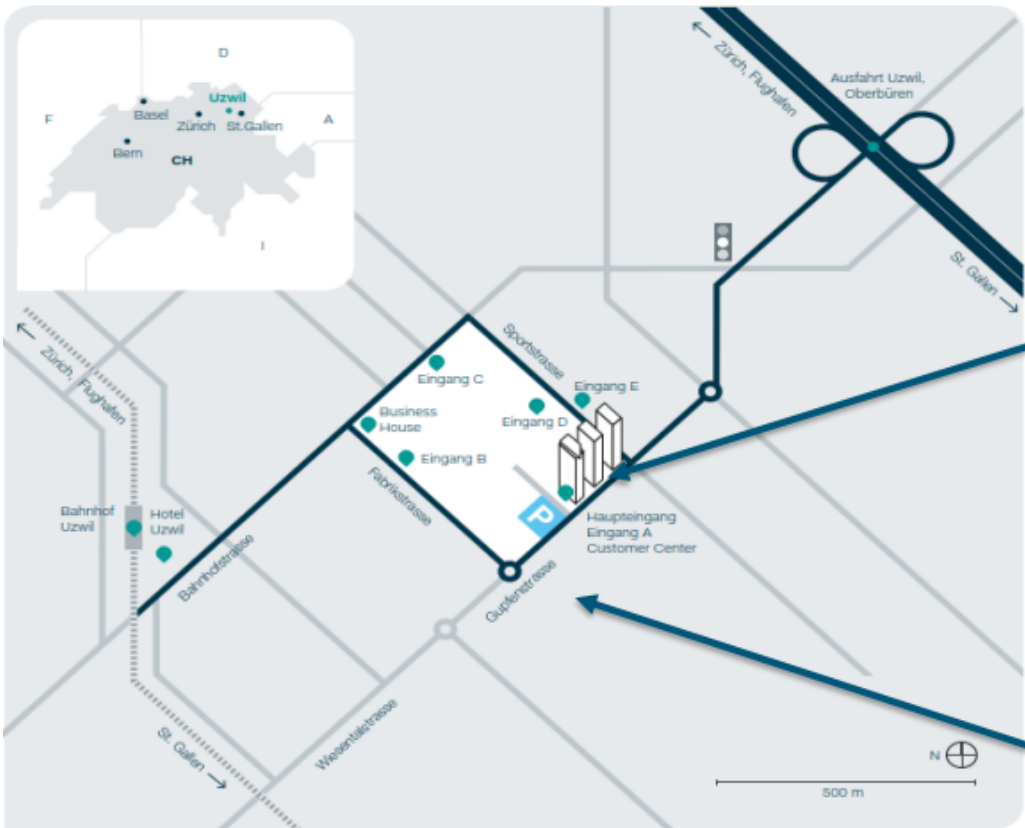 D
F
Basel
Uzwil
Zürich
St.Gallen
A
Bern
CH
I
Zürich, Flughafen
Ausfahrt Uzwil,
Oberbüren
St. Gallen
Zürich, Flughafen
Sportstrasse
Eingang C
Eingang E
Business
House
Eingang D
Eingang B
Fabrikstrasse
P
Haupteingang
Eingang A
Customer Center
Bahnhof
Uzwil
Hotel
Uzwil
Bahnhofstrasse
Gupfenstrasse
Wiesentalstrasse
St. Gallen
N
500 m